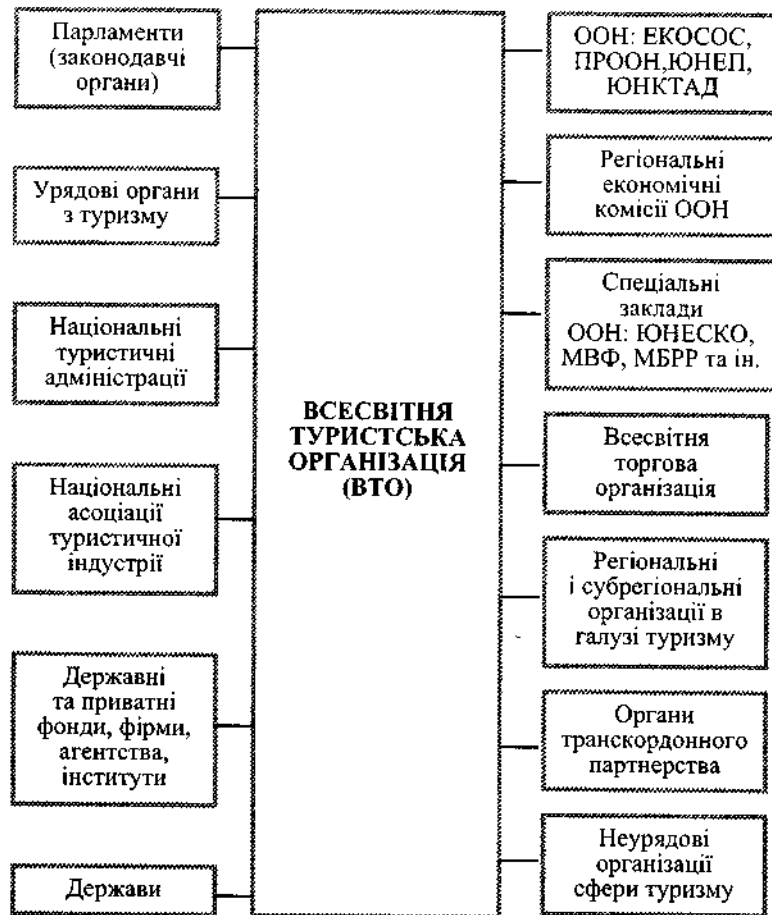 Парламенти
(законодавчі
органи)
Урядові органи
з туризму
Національні
туристичні
адміністрації
Національні
асоціації
туристичної
індустрії
Державні
та приватні
фонди, фірми,
агентства,
інститути
Держави
ВСЕСВІТНЯ
ТУРИСТСЬКА
ОРГАНІЗАЦІЯ
(ВТО)
ООН: ЕКОСОС,
ПРООН,ЮНЕП,
ЮНКТАД
Регіональні
економічні
комісії ООН
Спеціальні
заклади
ООН: ЮНЕСКО,
МВФ, МБРР та ін.
Всесвітня
торгова
організація
Регіональні
і субрегіональні
організації в
галузі туризму
Органи
транскордонного
партнерства
Неурядові
організації
сфери туризму